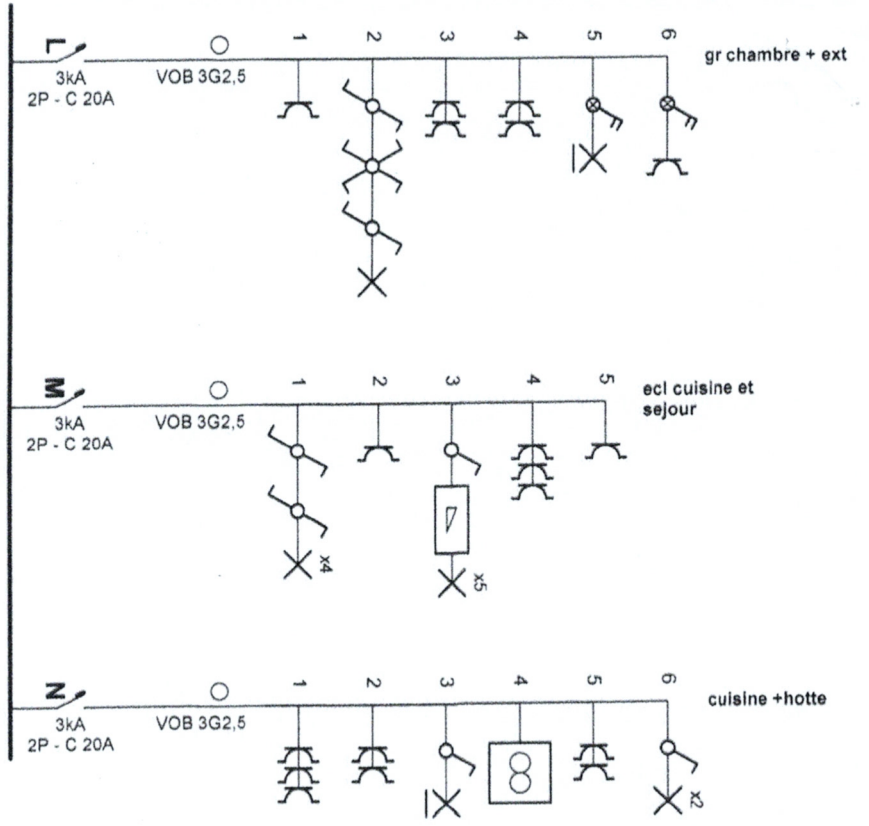 L
3kA
2P - C 20A
VOB 3G2,5
1 2 3 4 5 6
gr chambre + ext
M
3kA
2P - C 20A
VOB 3G2,5
1 2 3 4 5
ecl cuisine et
sejour
x4
x5
N
3kA
2P - C 20A
VOB 3G2,5
1 2 3 4 5 6
cuisine +hotte
x2